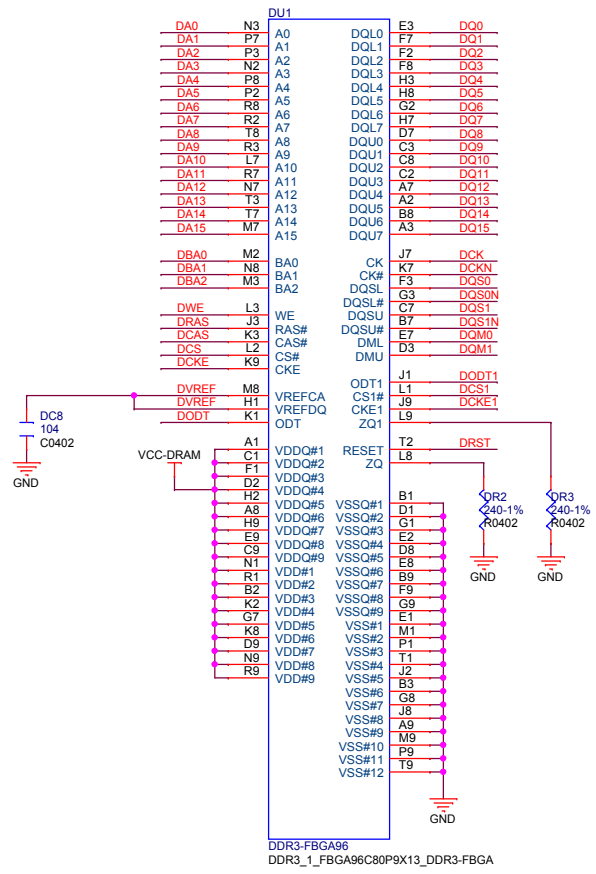 DU1
DA0 N3 A0 DQL0 E3 DQ0
DA1 P7 A1 DQL1 F7 DQ1
DA2 P3 A2 DQL2 F2 DQ2
DA3 N2 A3 DQL3 F8 DQ3
DA4 P8 A4 DQL4 H3 DQ4
DA5 P2 A5 DQL5 H8 DQ5
DA6 R8 A6 DQL6 G2 DQ6
DA7 R2 A7 DQL7 H7 DQ7
DA8 T8 A8 DQU0 D7 DQ8
DA9 R3 A9 DQU1 C3 DQ9
DA10 L7 A10 DQU2 C8 DQ10
DA11 R7 A11 DQU3 C2 DQ11
DA12 N7 A12 DQU4 A7 DQ12
DA13 T3 A13 DQU5 A2 DQ13
DA14 T7 A14 DQU6 B8 DQ14
DA15 M7 A15 DQU7 A3 DQ15
DBA0 M2 BA0 CK J7 DCK
DBA1 N8 BA1 CK# K7 DCKN
DBA2 M3 BA2 DQSL F3 DQS0
DQSL# G3 DQS0N
DWE L3 WE DQSU C7 DQS1
DRAS J3 RAS# DQSU# B7 DQS1N
DCAS K3 CAS# DML E7 DQM0
DCS L2 CS# DMU D3 DQM1
DCKE K9 CKE
ODT1 J1 DODT1
DVREF M8 VREFCA CS1# L1 DCS1
DVREF H1 VREFDQ CKE1 J9 DCKE1
DODT K1 ODT ZQ1 L9
DC8
104
C0402
GND
VCC-DRAM
A1 VDDQ#1 RESET T2 DRST
C1 VDDQ#2 ZQ L8
F1 VDDQ#3
D2 VDDQ#4
H2 VDDQ#5 VSSQ#1 B1
A8 VDDQ#6 VSSQ#2 D1
H9 VDDQ#7 VSSQ#3 G1
E9 VDDQ#8 VSSQ#4 E2
C9 VDDQ#9 VSSQ#5 D8
N1 VDD#1 VSSQ#6 E8
R1 VDD#2 VSSQ#7 B9
B2 VDD#3 VSSQ#8 F9
K2 VDD#4 VSSQ#9 G9
G7 VDD#5 VSS#1 E1
K8 VDD#6 VSS#2 M1
D9 VDD#7 VSS#3 P1
N9 VDD#8 VSS#4 T1
R9 VDD#9 VSS#5 J2
VSS#6 B3
VSS#7 G8
VSS#8 J8
VSS#9 A9
VSS#10 M9
VSS#11 P9
VSS#12 T9
DR2 DR3
240-1% 240-1%
R0402 R0402
GND GND
GND
DDR3-FBGA96
DDR3_1_FBGA96C80P9X13_DDR3-FBGA